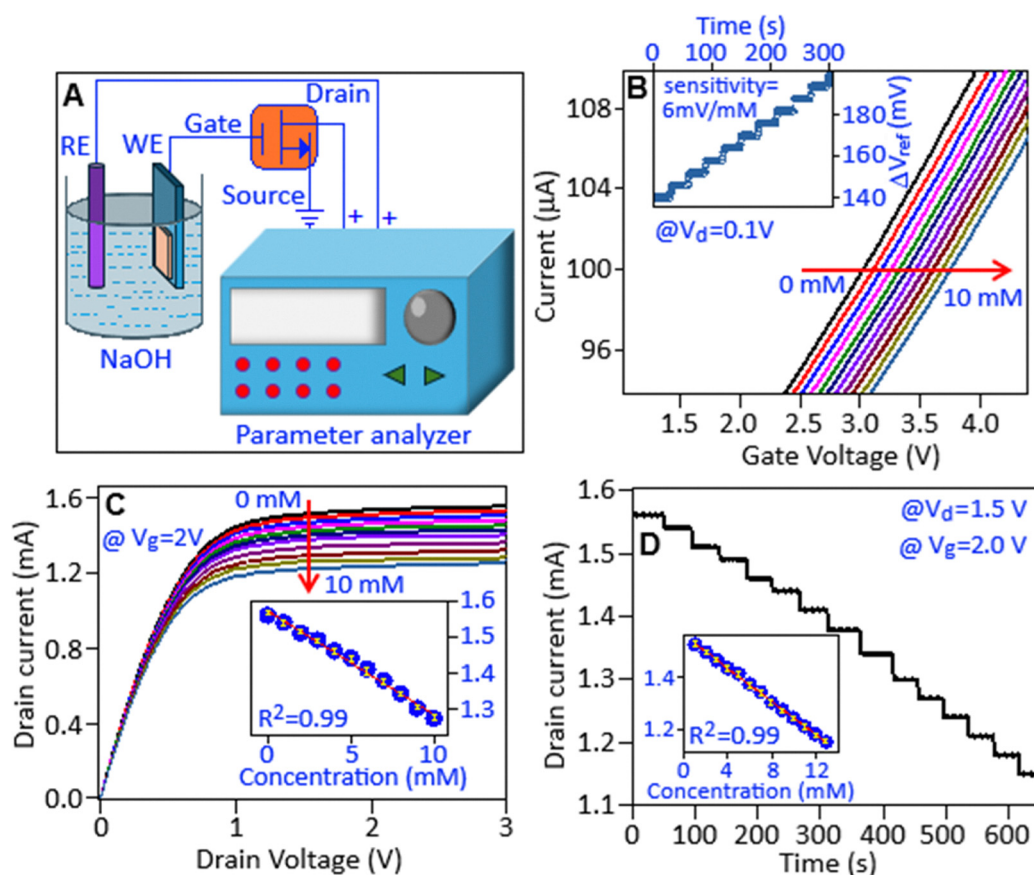 A
Drain
Gate
RE
WE
Source
+
+
NaOH
Parameter analyzer
Time (s)
0 100 200 300
B
sensitivity=
6mV/mM
180
160
140
ΔVref (mV)
@Vd=0.1V
0 mM
10 mM
108
104
100
96
Current (µA)
1.5 2.0 2.5 3.0 3.5 4.0
Gate Voltage (V)
C
0 mM
@ Vg=2V
10 mM
1.6
1.2
0.8
0.4
0.0
Drain current (mA)
1.6
1.5
1.4
1.3
R²=0.99
0 5 10
Concentration (mM)
0 1 2 3
Drain Voltage (V)
D
@Vd=1.5 V
@ Vg=2.0 V
1.6
1.5
1.4
1.3
1.2
1.1
Drain current (mA)
1.4
1.2
R²=0.99
0 4 8 12
Concentration (mM)
0 100 200 300 400 500 600
Time (s)